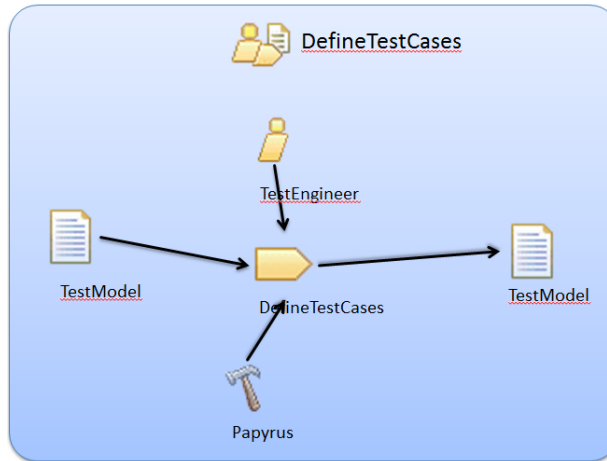 DefineTestCases
TestEngineer
TestModel
DefineTestCases
TestModel
Papyrus